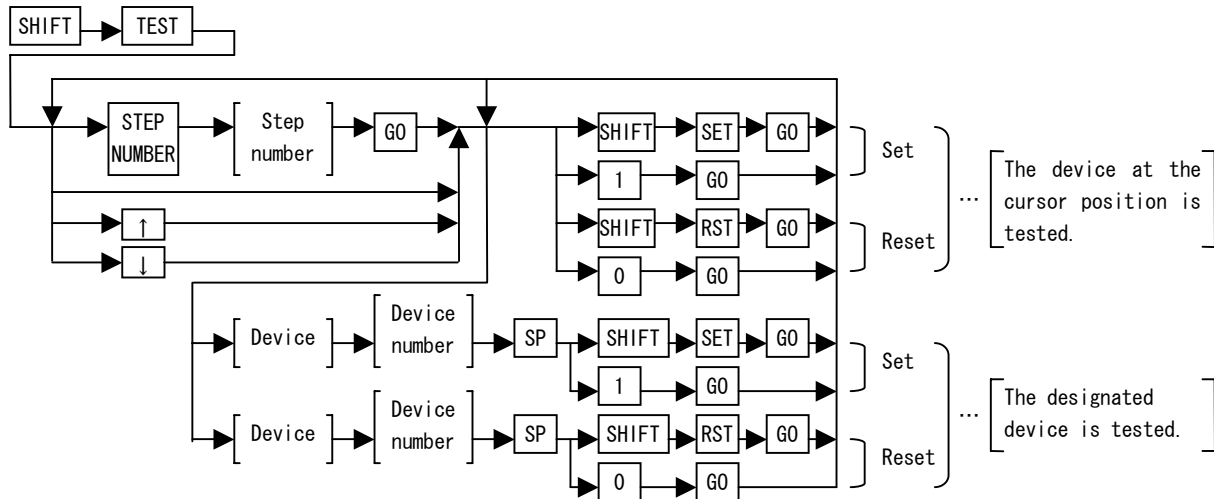 SHIFT TEST
STEP NUMBER Step number GO SHIFT SET GO Set
1 GO
↑ SHIFT RST GO Reset
↓ 0 GO
… The device at the
cursor position is
tested.
Device Device number SP SHIFT SET GO Set
1 GO
Device Device number SP SHIFT RST GO Reset
0 GO
… The designated
device is tested.